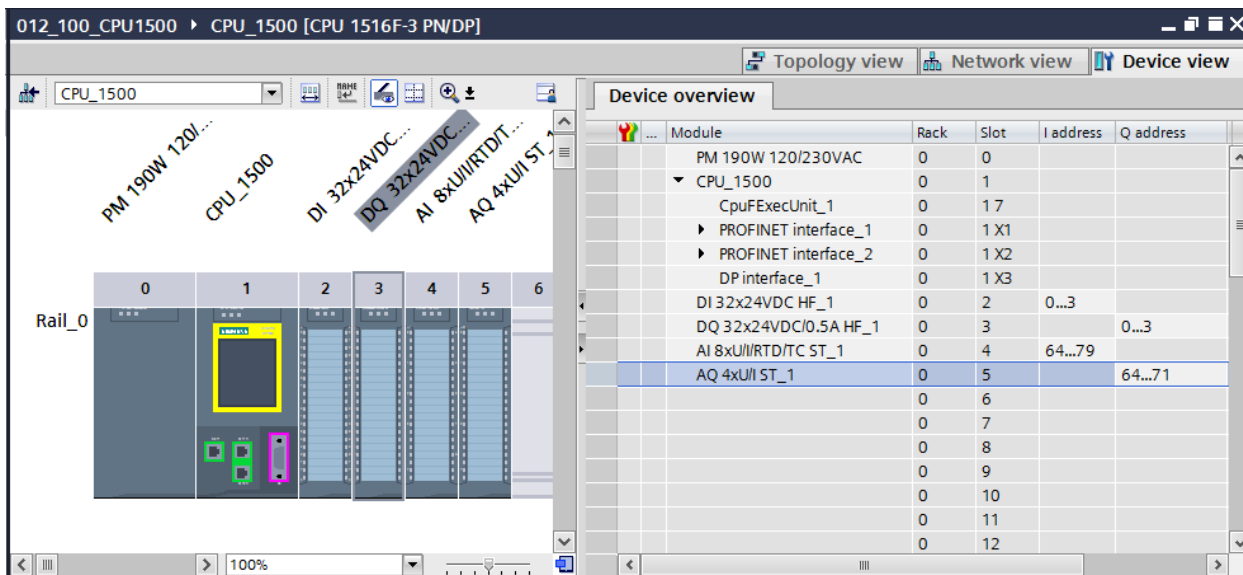 012_100_CPU1500 ▸ CPU_1500 [CPU 1516F-3 PN/DP]
Topology view Network view Device view
CPU_1500
PM 190W 120/...
CPU_1500
DI 32x24VDC...
DQ 32x24VDC...
AI 8xU/I/RTD/T...
AQ 4xU/I ST_1
0 1 2 3 4 5 6
Rail_0
SIEMENS
100%
Device overview
... Module Rack Slot I address Q address
PM 190W 120/230VAC 0 0
CPU_1500 0 1
CpuFExecUnit_1 0 1 7
PROFINET interface_1 0 1 X1
PROFINET interface_2 0 1 X2
DP interface_1 0 1 X3
DI 32x24VDC HF_1 0 2 0...3
DQ 32x24VDC/0.5A HF_1 0 3 0...3
AI 8xU/I/RTD/TC ST_1 0 4 64...79
AQ 4xU/I ST_1 0 5 64...71
0 6
0 7
0 8
0 9
0 10
0 11
0 12